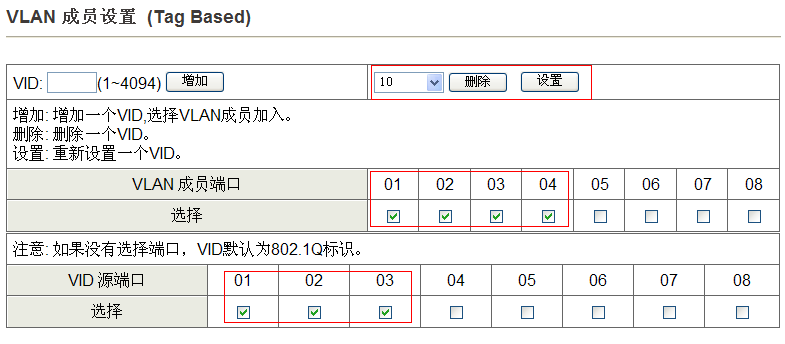 VLAN 成员设置 (Tag Based)
VID: (1~4094) 增加 10 删除 设置
增加: 增加一个VID,选择VLAN成员加入。
删除: 删除一个VID。
设置: 重新设置一个VID。
VLAN 成员端口 01 02 03 04 05 06 07 08
选择
注意: 如果没有选择端口，VID默认为802.1Q标识。
VID 源端口 01 02 03 04 05 06 07 08
选择